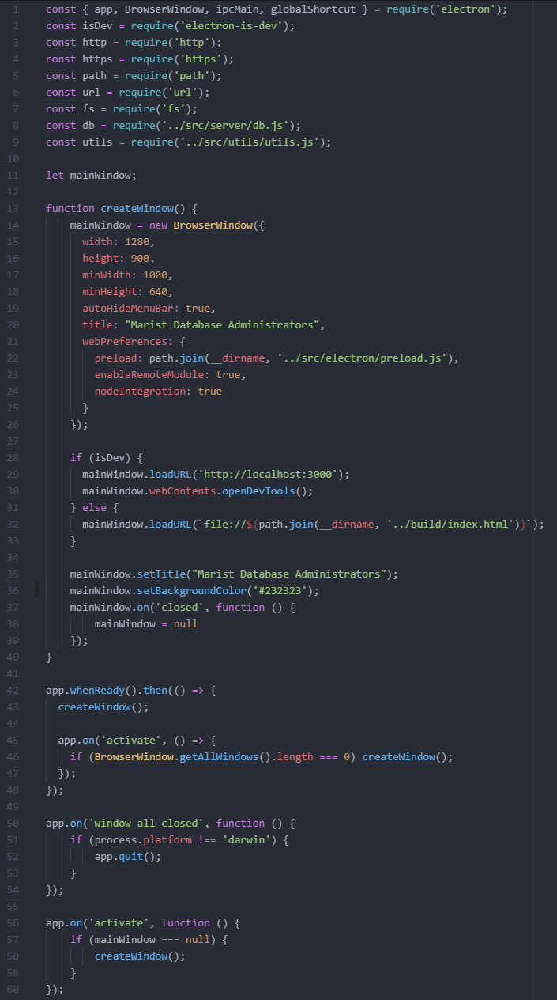 1 const { app, BrowserWindow, ipcMain, globalShortcut } = require('electron');
2 const isDev = require('electron-is-dev');
3 const http = require('http');
4 const https = require('https');
5 const path = require('path');
6 const url = require('url');
7 const fs = require('fs');
8 const db = require('../src/server/db.js');
9 const utils = require('../src/utils/utils.js');
10
11 let mainWindow;
12
13 function createWindow() {
14     mainWindow = new BrowserWindow({
15       width: 1280,
16       height: 900,
17       minWidth: 1000,
18       minHeight: 640,
19       autoHideMenuBar: true,
20       title: "Marist Database Administrators",
21       webPreferences: {
22         preload: path.join(__dirname, '../src/electron/preload.js'),
23         enableRemoteModule: true,
24         nodeIntegration: true
25       }
26     });
27
28     if (isDev) {
29       mainWindow.loadURL('http://localhost:3000');
30       mainWindow.webContents.openDevTools();
31     } else {
32       mainWindow.loadURL(`file://${path.join(__dirname, '../build/index.html')}`);
33     }
34
35     mainWindow.setTitle("Marist Database Administrators");
36     mainWindow.setBackgroundColor('#232323');
37     mainWindow.on('closed', function () {
38         mainWindow = null
39     });
40 }
41
42 app.whenReady().then(() => {
43   createWindow();
44
45   app.on('activate', () => {
46     if (BrowserWindow.getAllWindows().length === 0) createWindow();
47   });
48 });
49
50 app.on('window-all-closed', function () {
51     if (process.platform !== 'darwin') {
52         app.quit();
53     }
54 });
55
56 app.on('activate', function () {
57     if (mainWindow === null) {
58         createWindow();
59     }
60 });